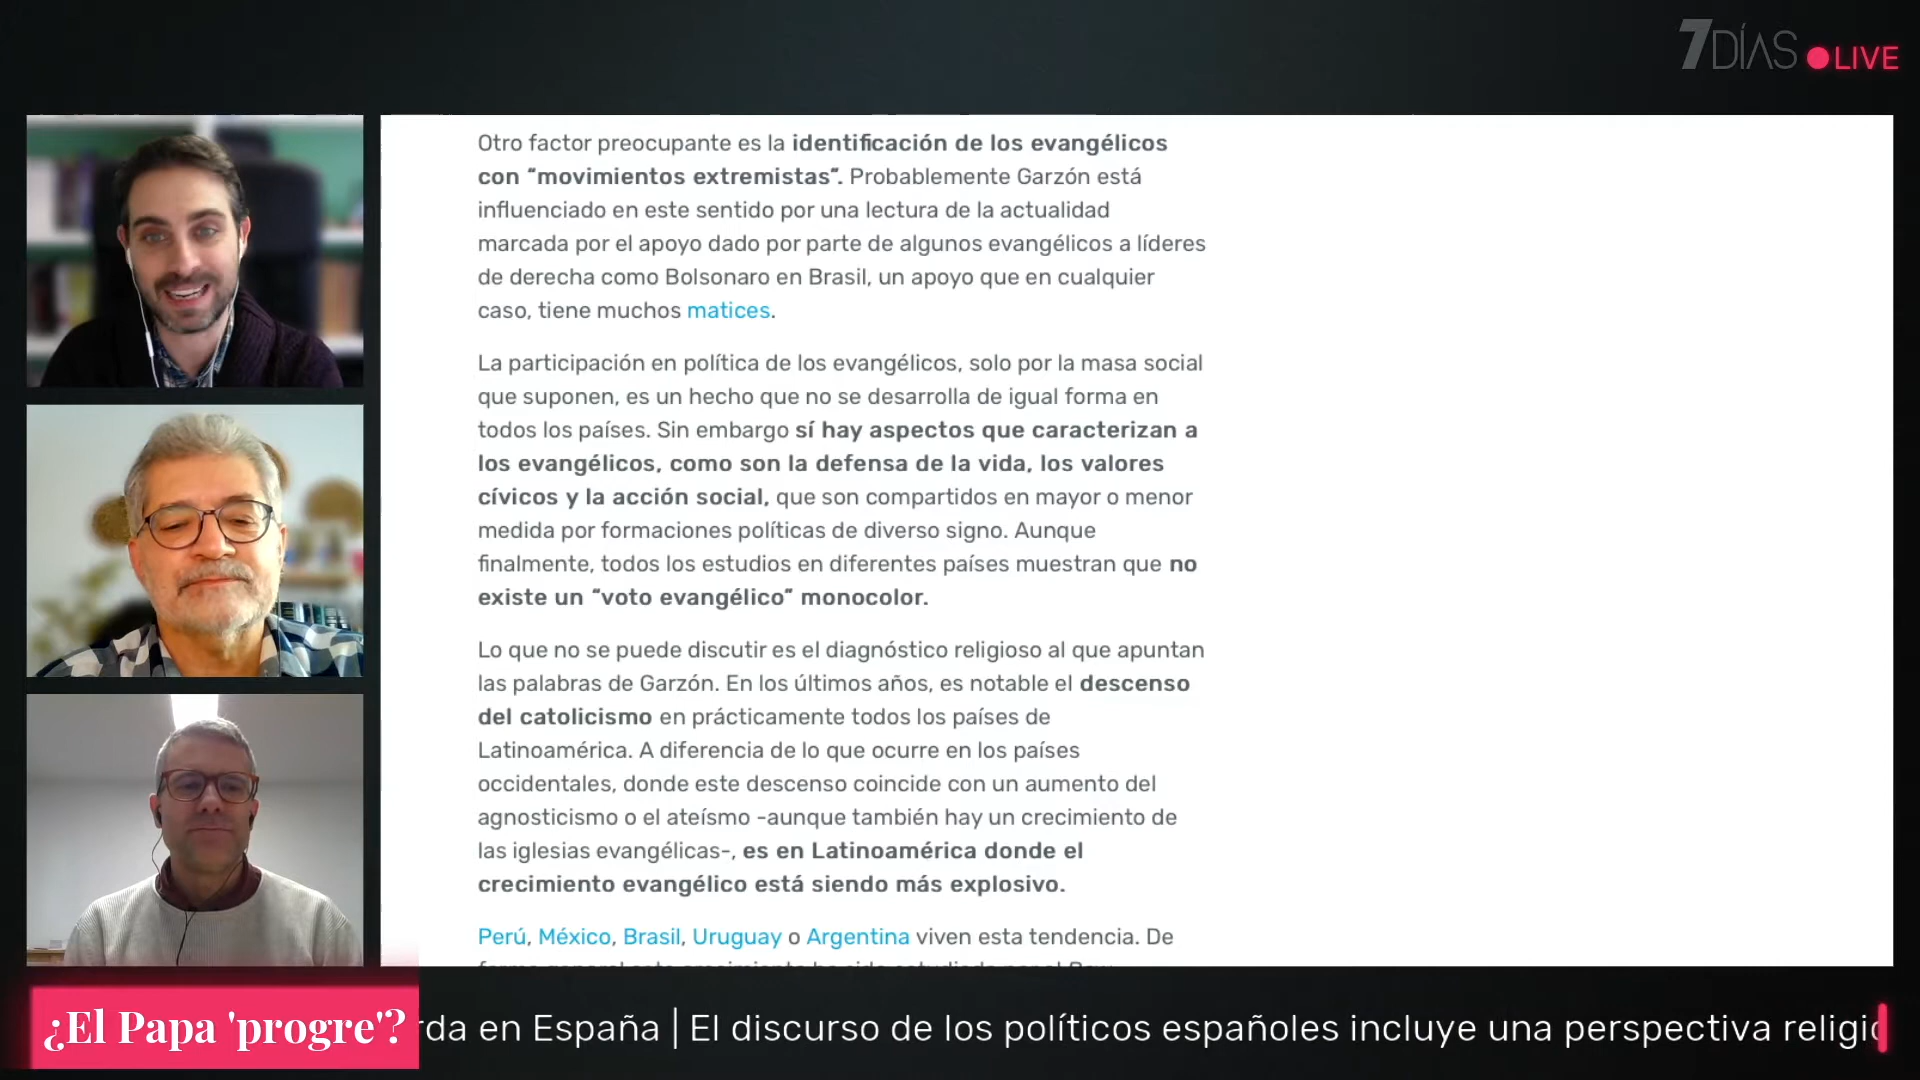 7DÍAS LIVE
Otro factor preocupante es la identificación de los evangélicos
con “movimientos extremistas”. Probablemente Garzón está
influenciado en este sentido por una lectura de la actualidad
marcada por el apoyo dado por parte de algunos evangélicos a líderes
de derecha como Bolsonaro en Brasil, un apoyo que en cualquier
caso, tiene muchos matices.
La participación en política de los evangélicos, solo por la masa social
que suponen, es un hecho que no se desarrolla de igual forma en
todos los países. Sin embargo sí hay aspectos que caracterizan a
los evangélicos, como son la defensa de la vida, los valores
cívicos y la acción social, que son compartidos en mayor o menor
medida por formaciones políticas de diverso signo. Aunque
finalmente, todos los estudios en diferentes países muestran que no
existe un “voto evangélico” monocolor.
Lo que no se puede discutir es el diagnóstico religioso al que apuntan
las palabras de Garzón. En los últimos años, es notable el descenso
del catolicismo en prácticamente todos los países de
Latinoamérica. A diferencia de lo que ocurre en los países
occidentales, donde este descenso coincide con un aumento del
agnosticismo o el ateísmo -aunque también hay un crecimiento de
las iglesias evangélicas-, es en Latinoamérica donde el
crecimiento evangélico está siendo más explosivo.
Perú, México, Brasil, Uruguay o Argentina viven esta tendencia. De
¿El Papa 'progre'?
rda en España | El discurso de los políticos españoles incluye una perspectiva religio